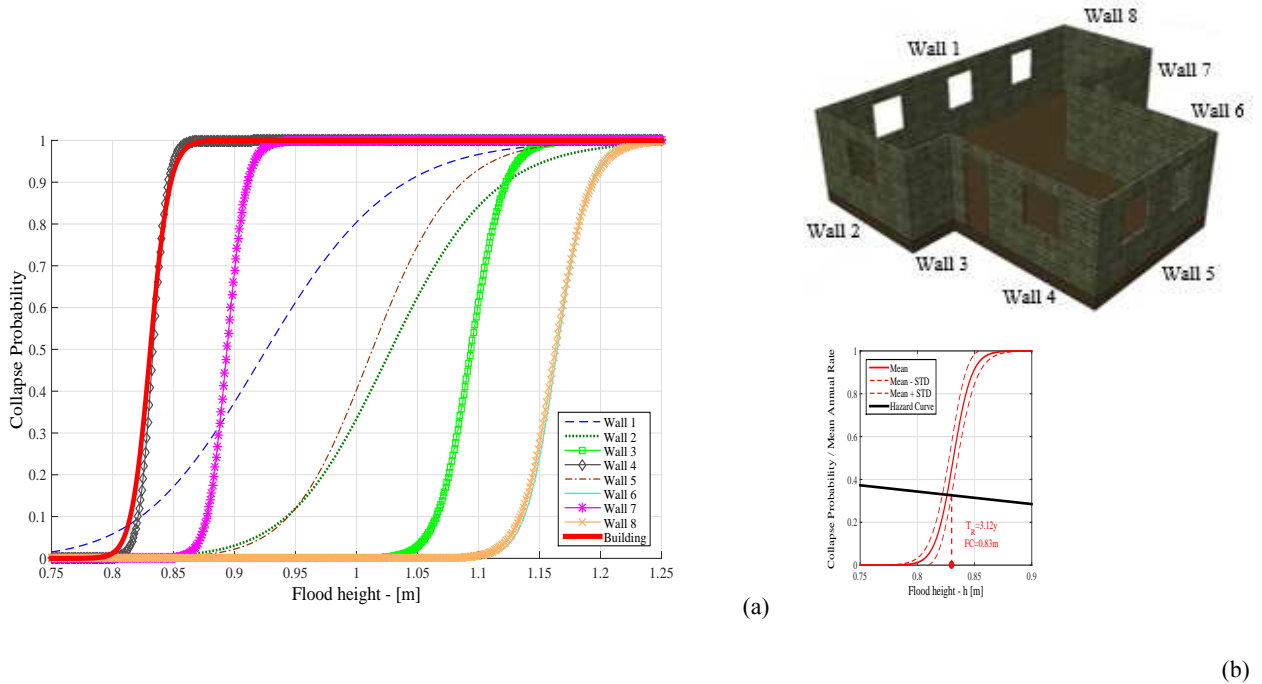 Collapse Probability
1
0.9
0.8
0.7
0.6
0.5
0.4
0.3
0.2
0.1
0
0.75
0.8
0.85
0.9
0.95
1
1.05
1.1
1.15
1.2
1.25
Flood height - [m]
Wall 1
Wall 2
Wall 3
Wall 4
Wall 5
Wall 6
Wall 7
Wall 8
Building
(a)
Wall 8
Wall 1
Wall 7
Wall 6
Wall 2
Wall 3
Wall 5
Wall 4
Collapse Probability / Mean Annual Rate
1
0.8
0.6
0.4
0.2
0
0.75
0.8
0.85
0.9
Flood height - h [m]
Mean
Mean - STD
Mean + STD
Hazard Curve
T_R=3.12y
FC=0.83m
(b)